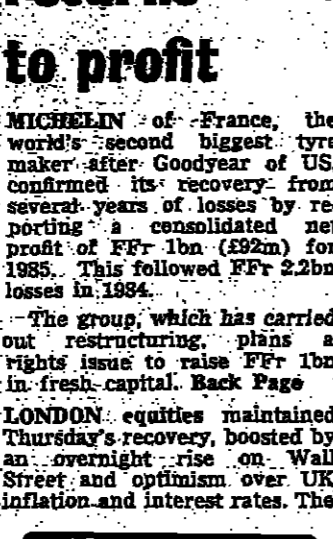 returns
to profit
MICHELIN of France, the
world's second biggest tyre
maker after Goodyear of US,
confirmed its recovery from
several years of losses by re-
porting a consolidated net
profit of FFr 1bn (£92m) for
1985. This followed FFr 2.2bn
losses in 1984.
The group, which has carried
out restructuring, plans a
rights issue to raise FFr 1bn
in fresh capital. Back Page
LONDON equities maintained
Thursday's recovery, boosted by
an overnight rise on Wall
Street and optimism over UK
inflation and interest rates. The